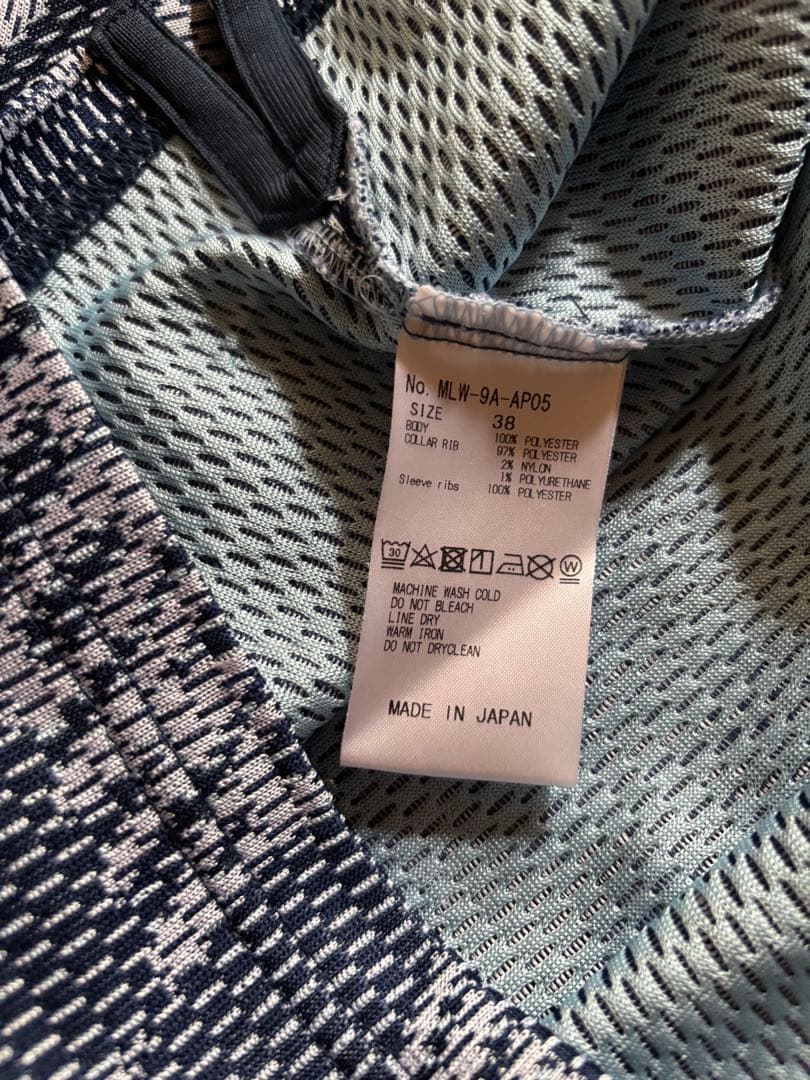 No. MLW-9A-AP05
SIZE 38
BODY 100% POLYESTER
COLLAR RIB 97% POLYESTER
2% NYLON
1% POLYURETHANE
Sleeve ribs 100% POLYESTER
30 W
MACHINE WASH COLD
DO NOT BLEACH
LINE DRY
WARM IRON
DO NOT DRYCLEAN
MADE IN JAPAN